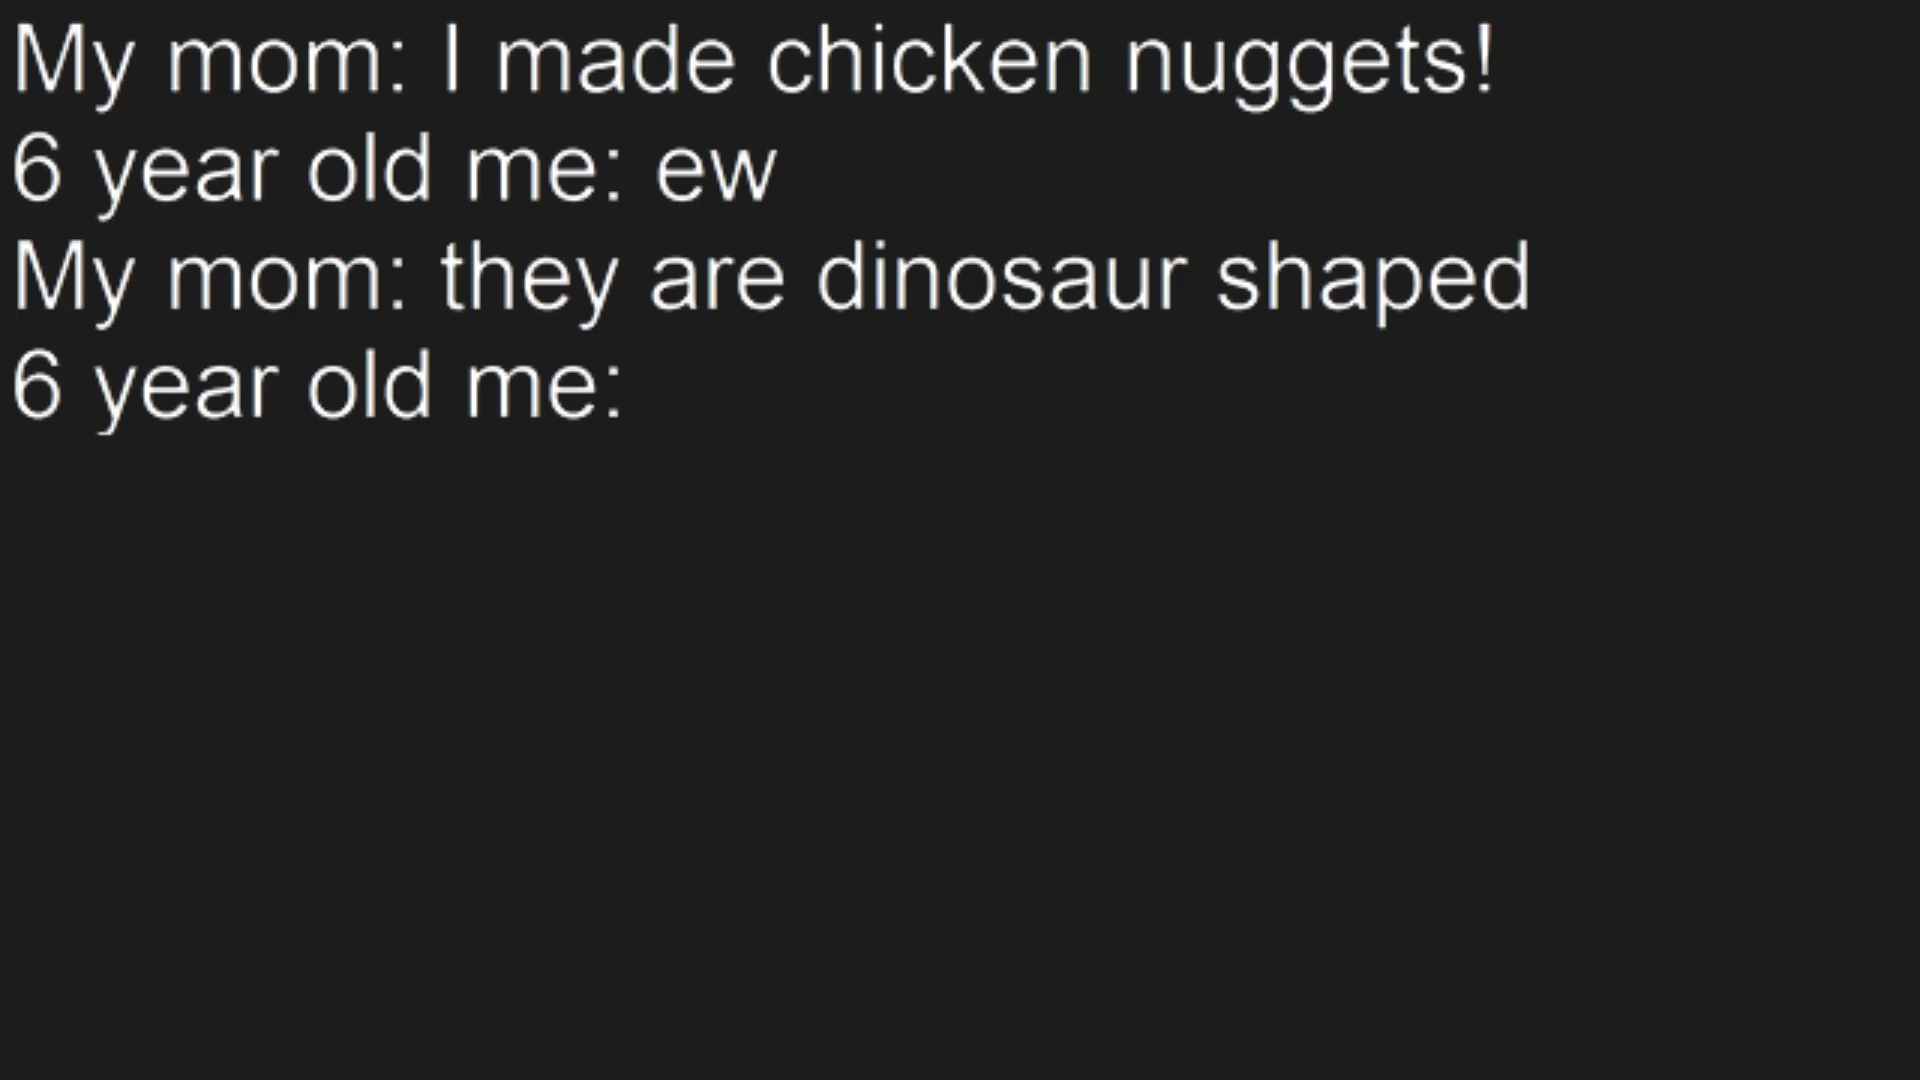 My mom: I made chicken nuggets!
6 year old me: ew
My mom: they are dinosaur shaped
6 year old me: